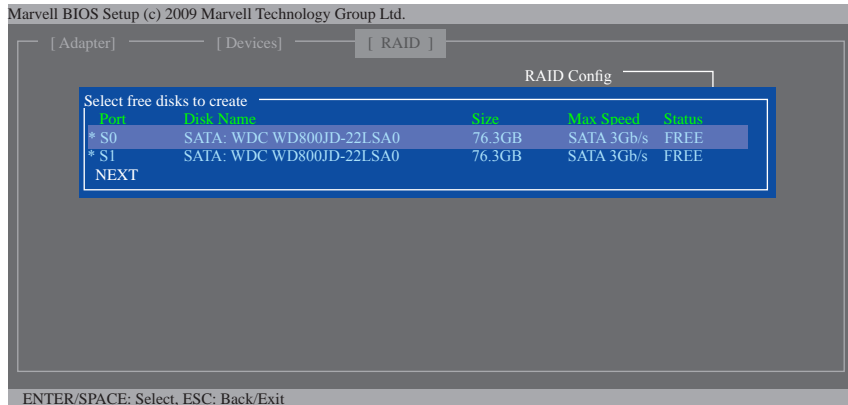 Marvell BIOS Setup (c) 2009 Marvell Technology Group Ltd.
[ Adapter] [ Devices] [ RAID ]
RAID Config
Select free disks to create
Port Disk Name Size Max Speed Status
* S0 SATA: WDC WD800JD-22LSA0 76.3GB SATA 3Gb/s FREE
* S1 SATA: WDC WD800JD-22LSA0 76.3GB SATA 3Gb/s FREE
NEXT
ENTER/SPACE: Select, ESC: Back/Exit